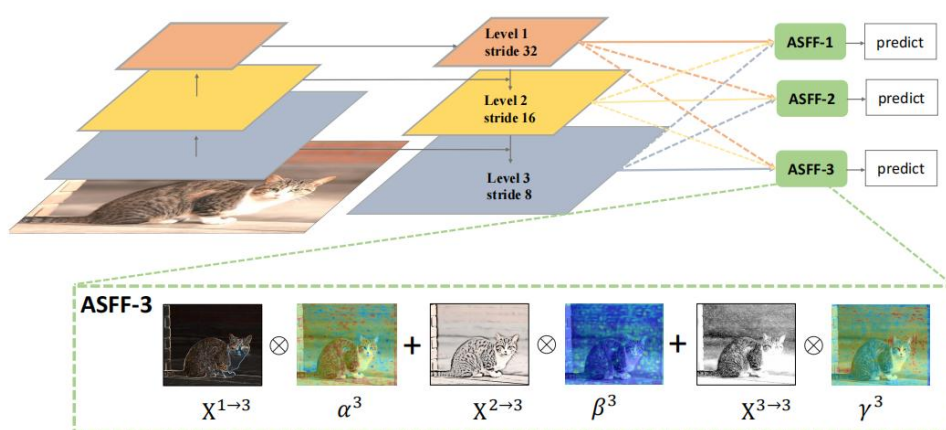 Level 1
stride 32
Level 2
stride 16
Level 3
stride 8
ASFF-1
predict
ASFF-2
predict
ASFF-3
predict
ASFF-3
X¹→³ ⊗ α³ + X²→³ ⊗ β³ + X³→³ ⊗ γ³